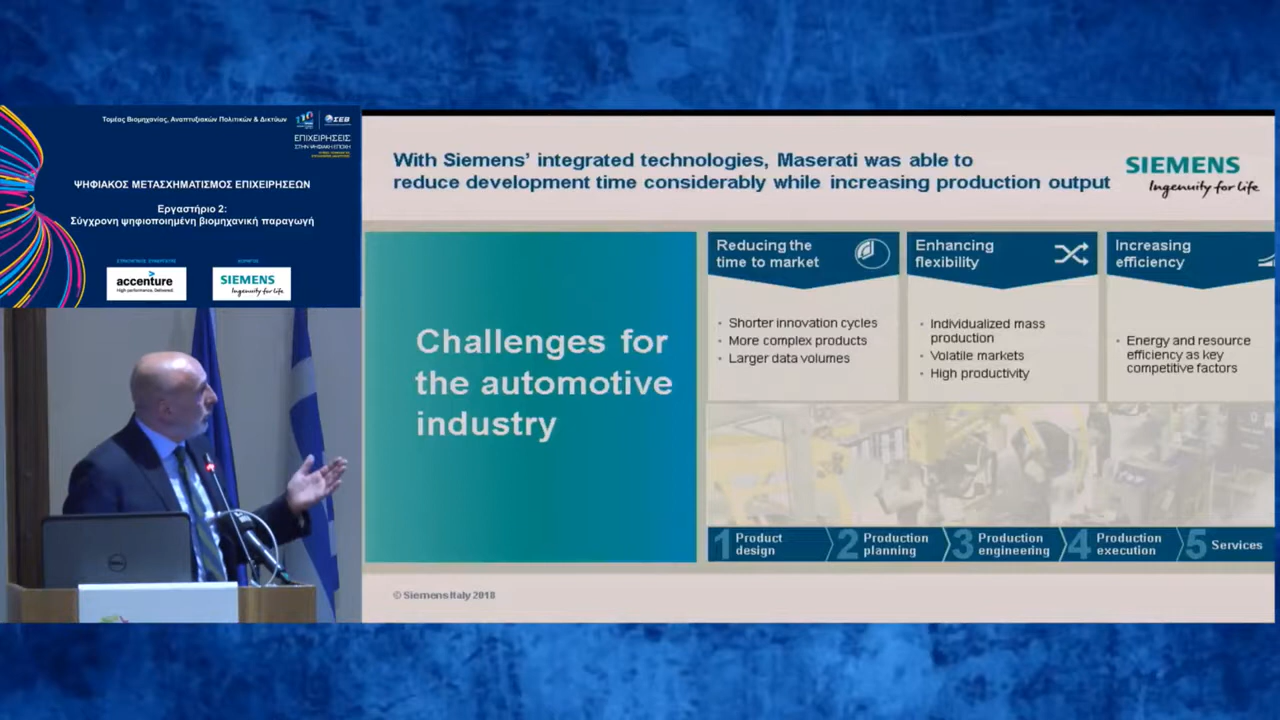 Τομέας Βιομηχανίας, Αναπτυξιακών Πολιτικών & Δικτύων
ΣΕΒ
ΕΠΙΧΕΙΡΗΣΕΙΣ
ΣΤΗΝ ΨΗΦΙΑΚΗ ΕΠΟΧΗ
ΨΗΦΙΑΚΟΣ ΜΕΤΑΣΧΗΜΑΤΙΣΜΟΣ ΕΠΙΧΕΙΡΗΣΕΩΝ
Εργαστήριο 2:
Σύγχρονη ψηφιοποιημένη βιομηχανική παραγωγή
accenture
High performance. Delivered.
SIEMENS
Ingenuity for life
With Siemens' integrated technologies, Maserati was able to
reduce development time considerably while increasing production output
SIEMENS
Ingenuity for life
Challenges for
the automotive
industry
Reducing the
time to market
• Shorter innovation cycles
• More complex products
• Larger data volumes
Enhancing
flexibility
• Individualized mass
production
• Volatile markets
• High productivity
Increasing
efficiency
• Energy and resource
efficiency as key
competitive factors
1 Product
design
2 Production
planning
3 Production
engineering
4 Production
execution
5 Services
© Siemens Italy 2018
DELL